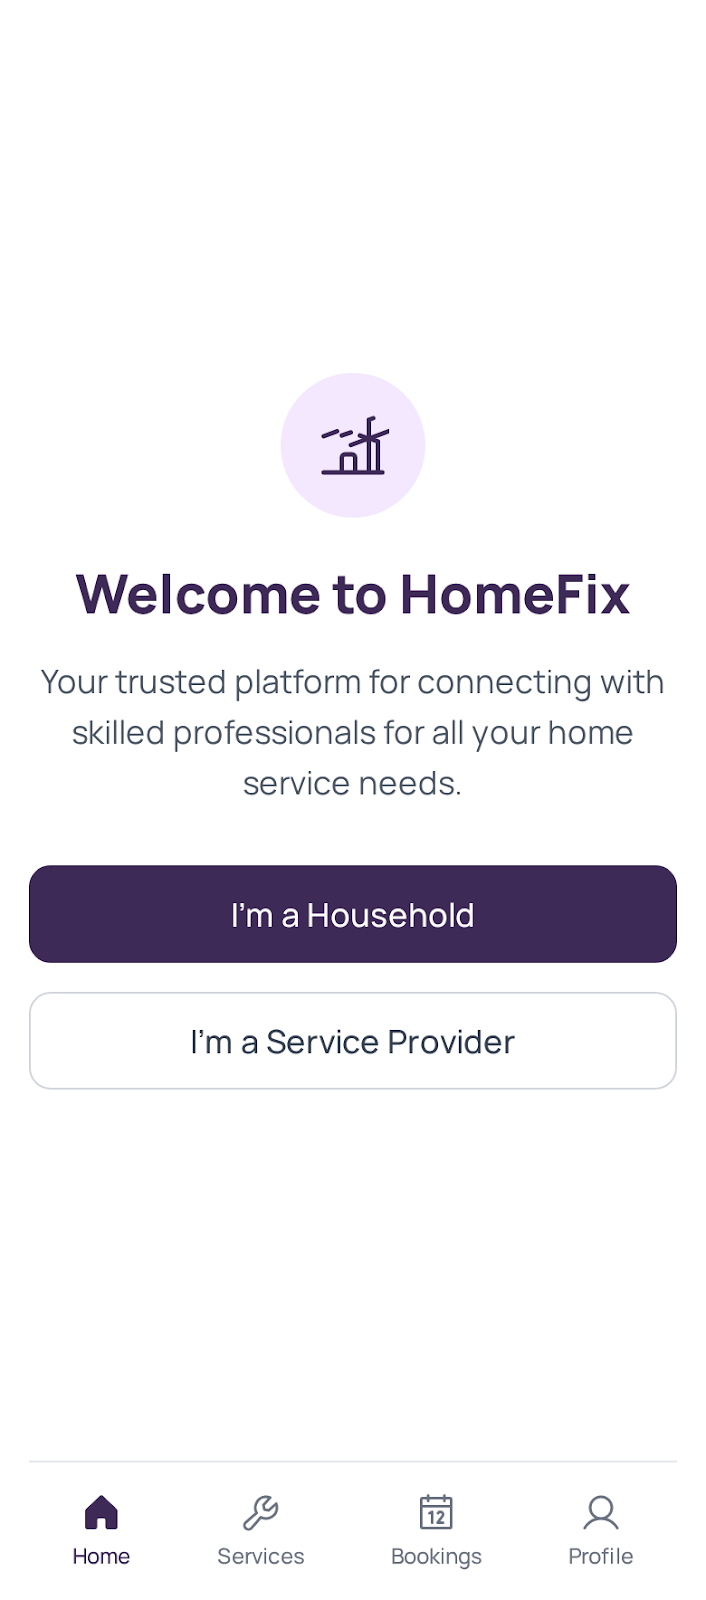 Welcome to HomeFix
Your trusted platform for connecting with
skilled professionals for all your home
service needs.
I’m a Household
I’m a Service Provider
12
Home
Services
Bookings
Profile